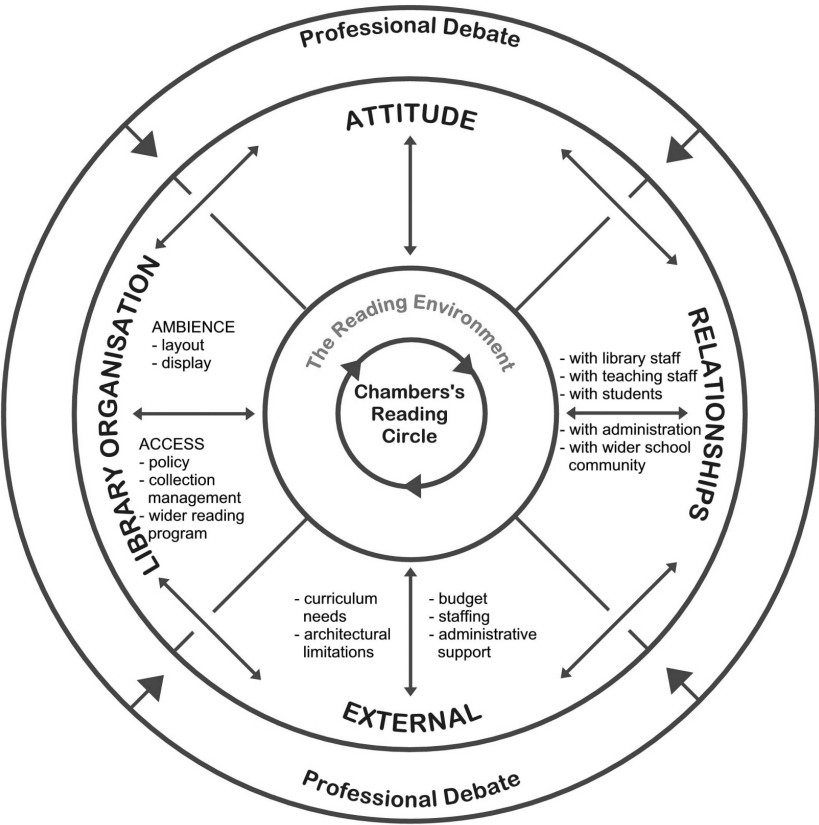 Professional Debate
ATTITUDE
The Reading Environment
Chambers's
Reading
Circle
LIBRARY ORGANISATION
AMBIENCE
- layout
- display
ACCESS
- policy
- collection
management
- wider reading
program
RELATIONSHIPS
- with library staff
- with teaching staff
- with students
- with administration
- with wider school
community
- curriculum
needs
- architectural
limitations
- budget
- staffing
- administrative
support
EXTERNAL
Professional Debate